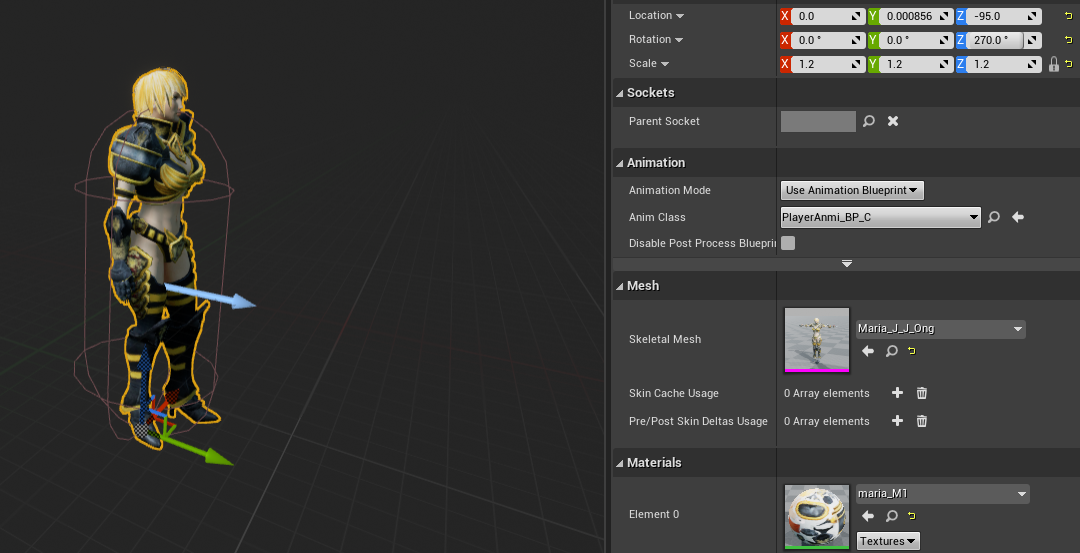 Location X 0.0 Y 0.000856 Z -95.0
Rotation X 0.0 ° Y 0.0 ° Z 270.0 °
Scale X 1.2 Y 1.2 Z 1.2
Sockets
Parent Socket
Animation
Animation Mode Use Animation Blueprint
Anim Class PlayerAnmi_BP_C
Disable Post Process Blueprin
Mesh
Maria_J_J_Ong
Skeletal Mesh
Skin Cache Usage 0 Array elements
Pre/Post Skin Deltas Usage 0 Array elements
Materials
maria_M1
Element 0
Textures